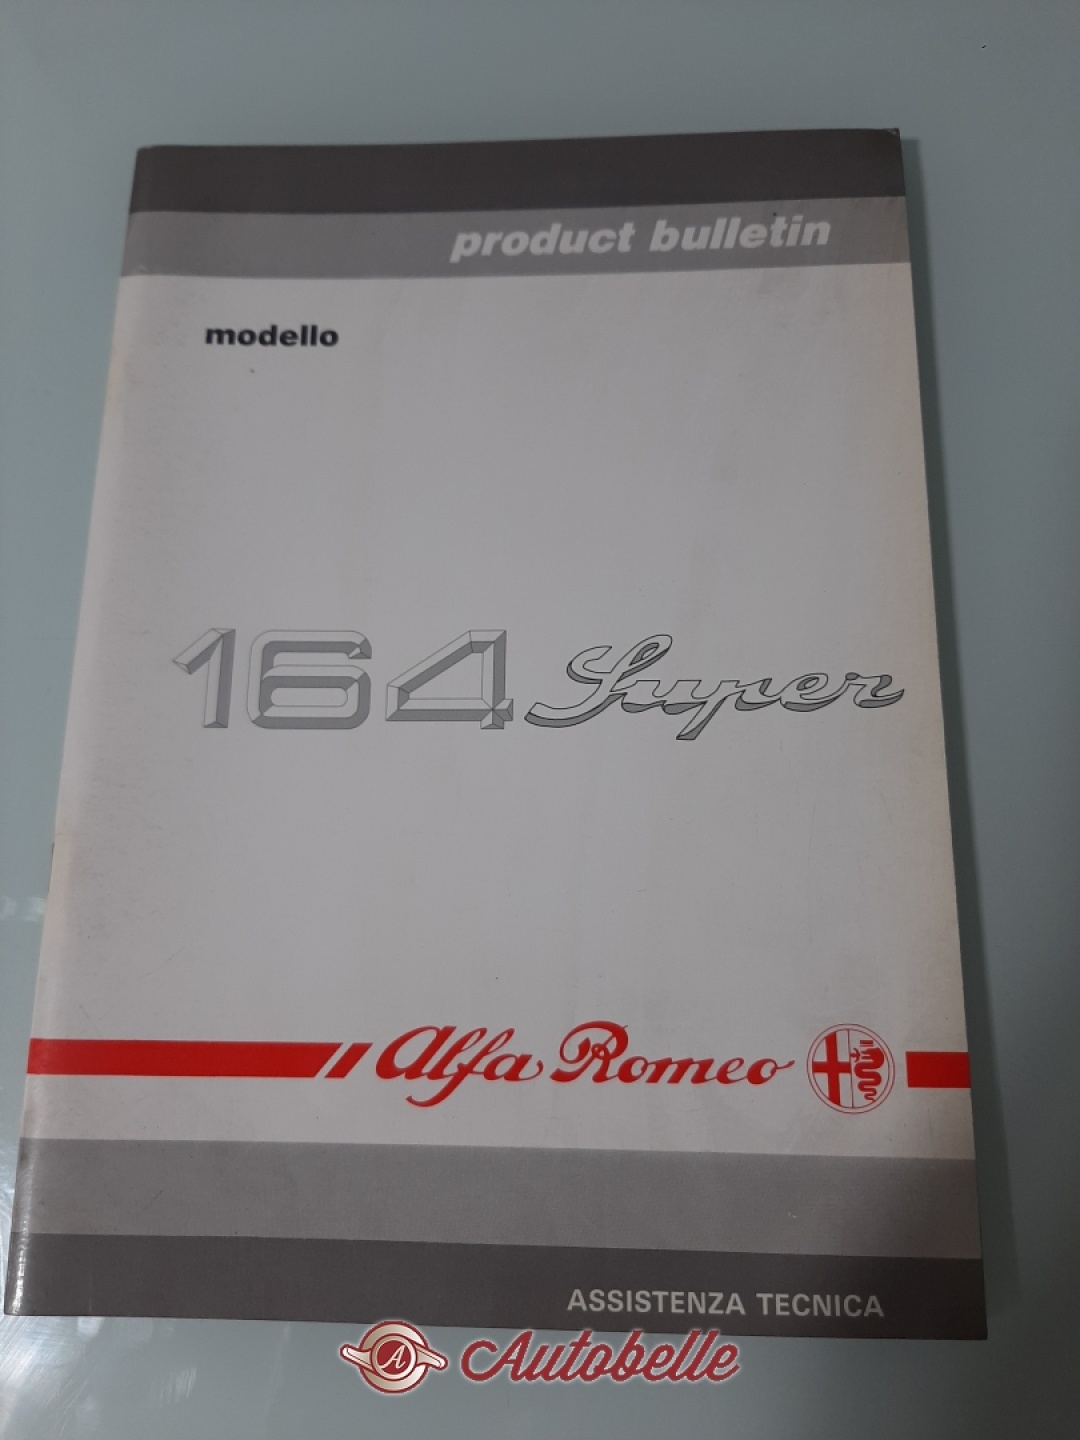 product bulletin
modello
164 Super
Alfa Romeo
ASSISTENZA TECNICA
A Autobelle